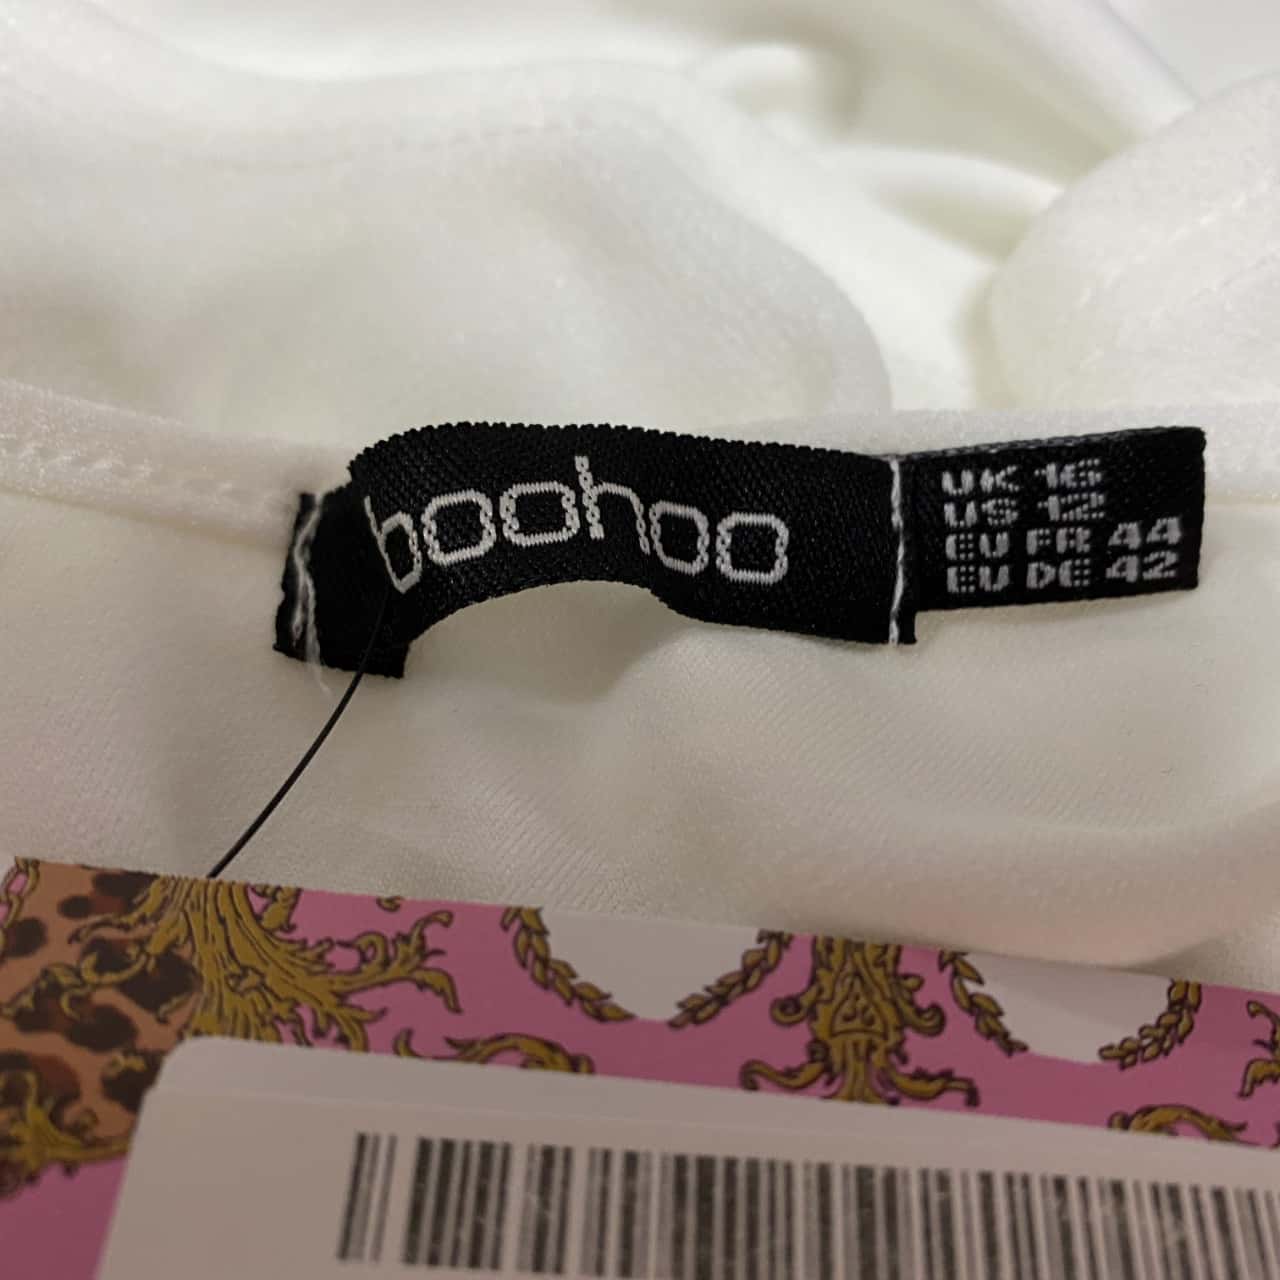 boohoo
UK 16
US 12
EU FR 44
EU DE 42